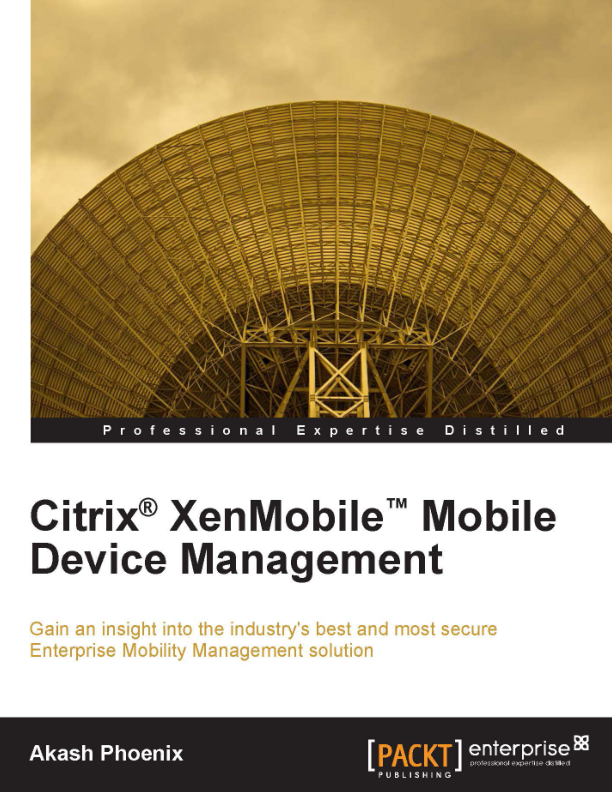 Professional Expertise Distilled
Citrix® XenMobile™ Mobile
Device Management
Gain an insight into the industry's best and most secure
Enterprise Mobility Management solution
Akash Phoenix
[PACKT]
PUBLISHING
enterprise
professional expertise distilled